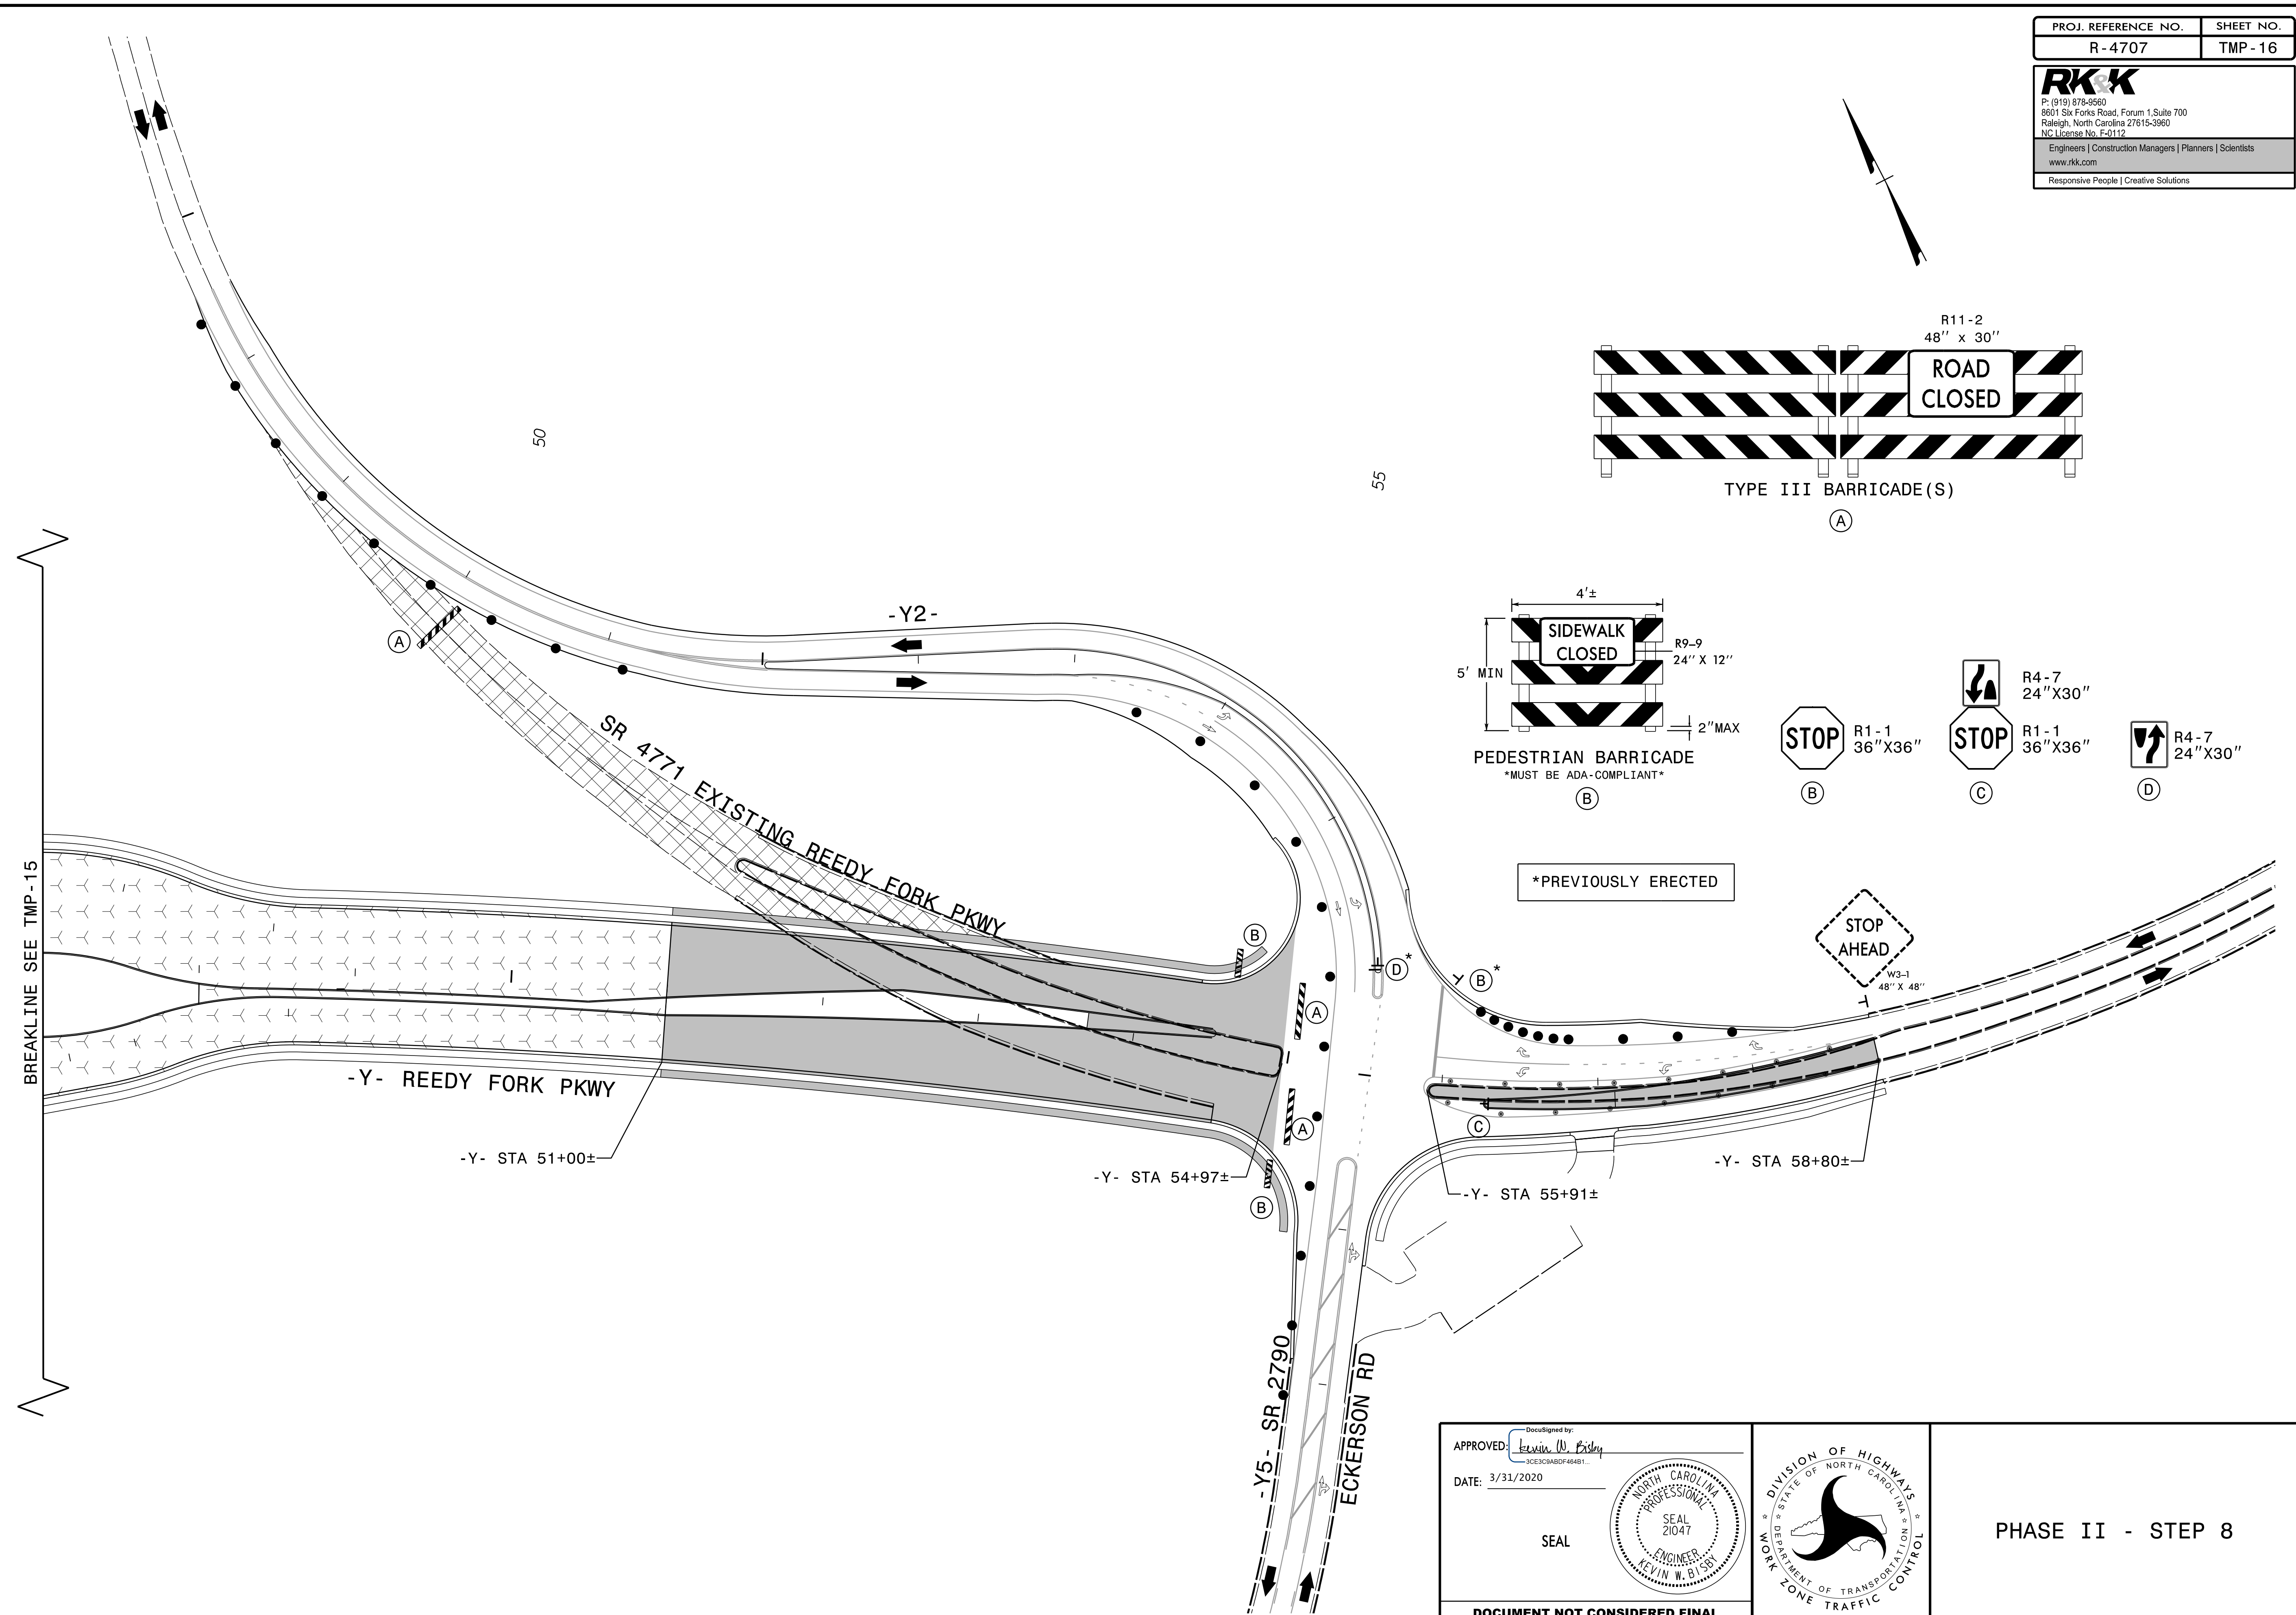 PROJ. REFERENCE NO.
SHEET NO.
R-4707
TMP-16
RK&K
P: (919) 878-9560
8601 Six Forks Road, Forum 1,Suite 700
Raleigh, North Carolina 27615-3960
NC License No. F-0112
Engineers | Construction Managers | Planners | Scientists
www.rkk.com
Responsive People | Creative Solutions
R11-2
48'' x 30''
ROAD
CLOSED
TYPE III BARRICADE(S)
A
50
55
4'±
SIDEWALK
CLOSED
R9-9
24'' X 12''
5' MIN
2"MAX
PEDESTRIAN BARRICADE
*MUST BE ADA-COMPLIANT*
B
STOP
R1-1
36"X36"
B
R4-7
24"X30"
STOP
R1-1
36"X36"
C
R4-7
24"X30"
D
-Y2-
A
SR 4771 EXISTING REEDY FORK PKWY
*PREVIOUSLY ERECTED
STOP
AHEAD
W3-1
48'' X 48''
BREAKLINE SEE TMP-15
B
D*
B*
A
A
B
C
-Y- REEDY FORK PKWY
-Y- STA 51+00±
-Y- STA 54+97±
-Y- STA 55+91±
-Y- STA 58+80±
-Y5- SR 2790
ECKERSON RD
APPROVED:
DocuSigned by:
Kevin W. Bisby
3CE3C9ABDF464B1...
DATE:
3/31/2020
SEAL
NORTH CAROLINA
PROFESSIONAL
SEAL
21047
ENGINEER
KEVIN W. BISBY
DOCUMENT NOT CONSIDERED FINAL
DIVISION OF HIGHWAYS
STATE OF NORTH CAROLINA
DEPARTMENT OF TRANSPORTATION
WORK ZONE TRAFFIC CONTROL
PHASE II - STEP 8